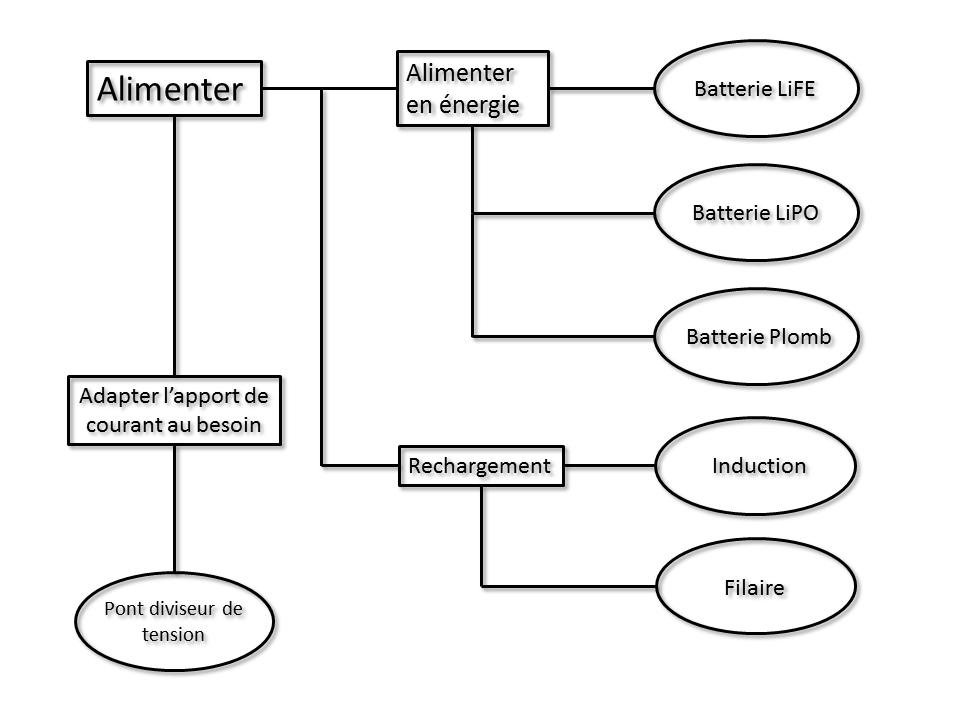 Alimenter
Alimenter
en énergie
Batterie LiFE
Batterie LiPO
Batterie Plomb
Adapter l’apport de
courant au besoin
Rechargement
Induction
Filaire
Pont diviseur de
tension